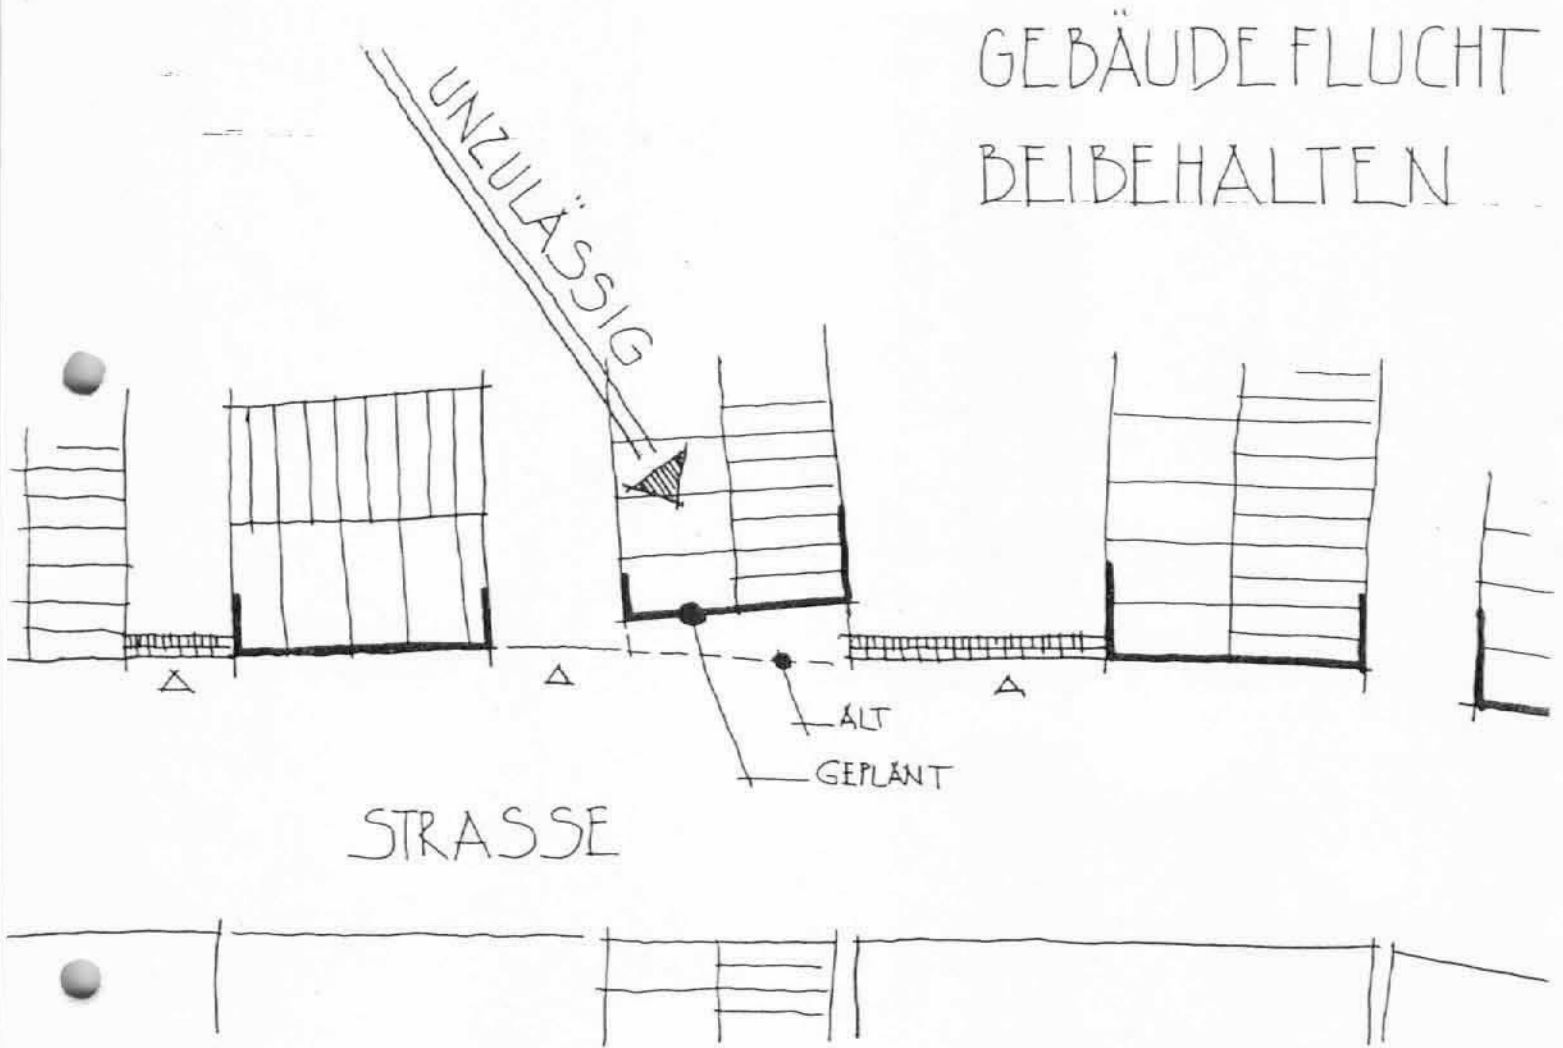 GEBÄUDEFLUCHT
BEIBEHALTEN
UNZULÄSSIG
ALT
GEPLANT
STRASSE